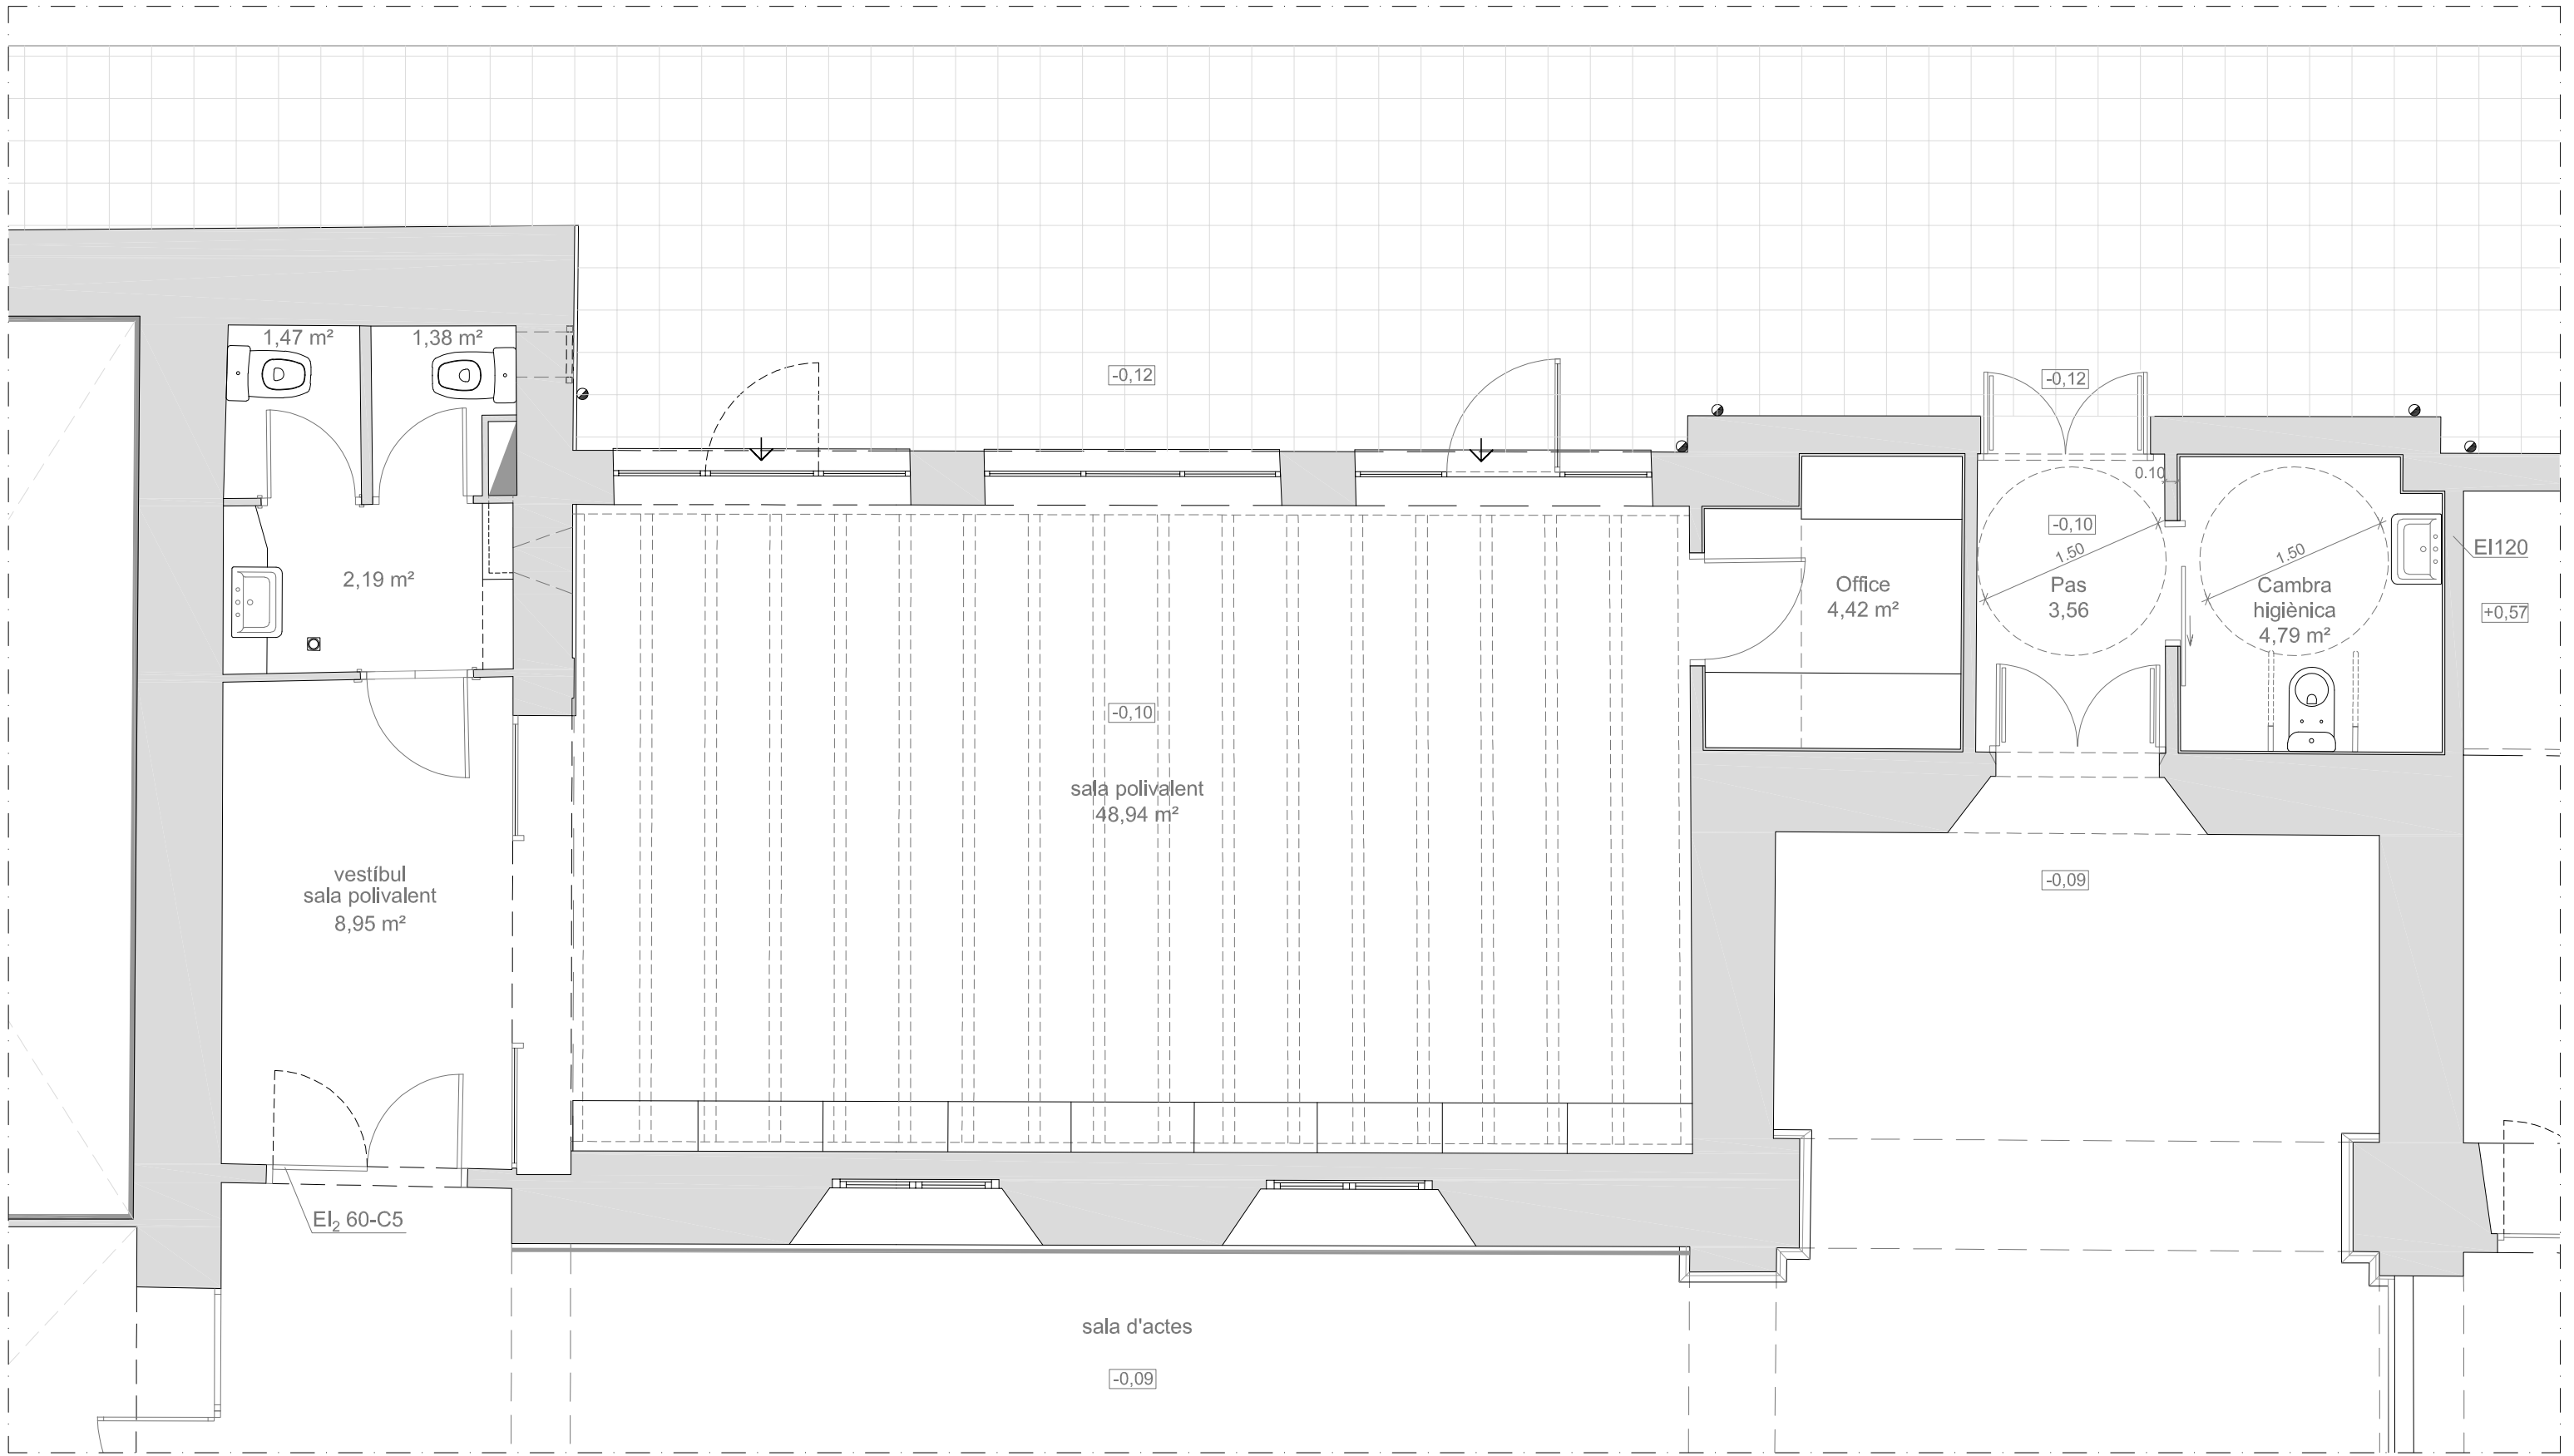 1,47 m²
1,38 m²
-0,12
-0,12
0.10
-0,10
1.50
1.50
EI120
2,19 m²
Office
4,42 m²
Pas
3,56
Cambra
higiènica
4,79 m²
+0,57
-0,10
sala polivalent
48,94 m²
vestíbul
sala polivalent
8,95 m²
-0,09
EI₂ 60-C5
sala d'actes
-0,09